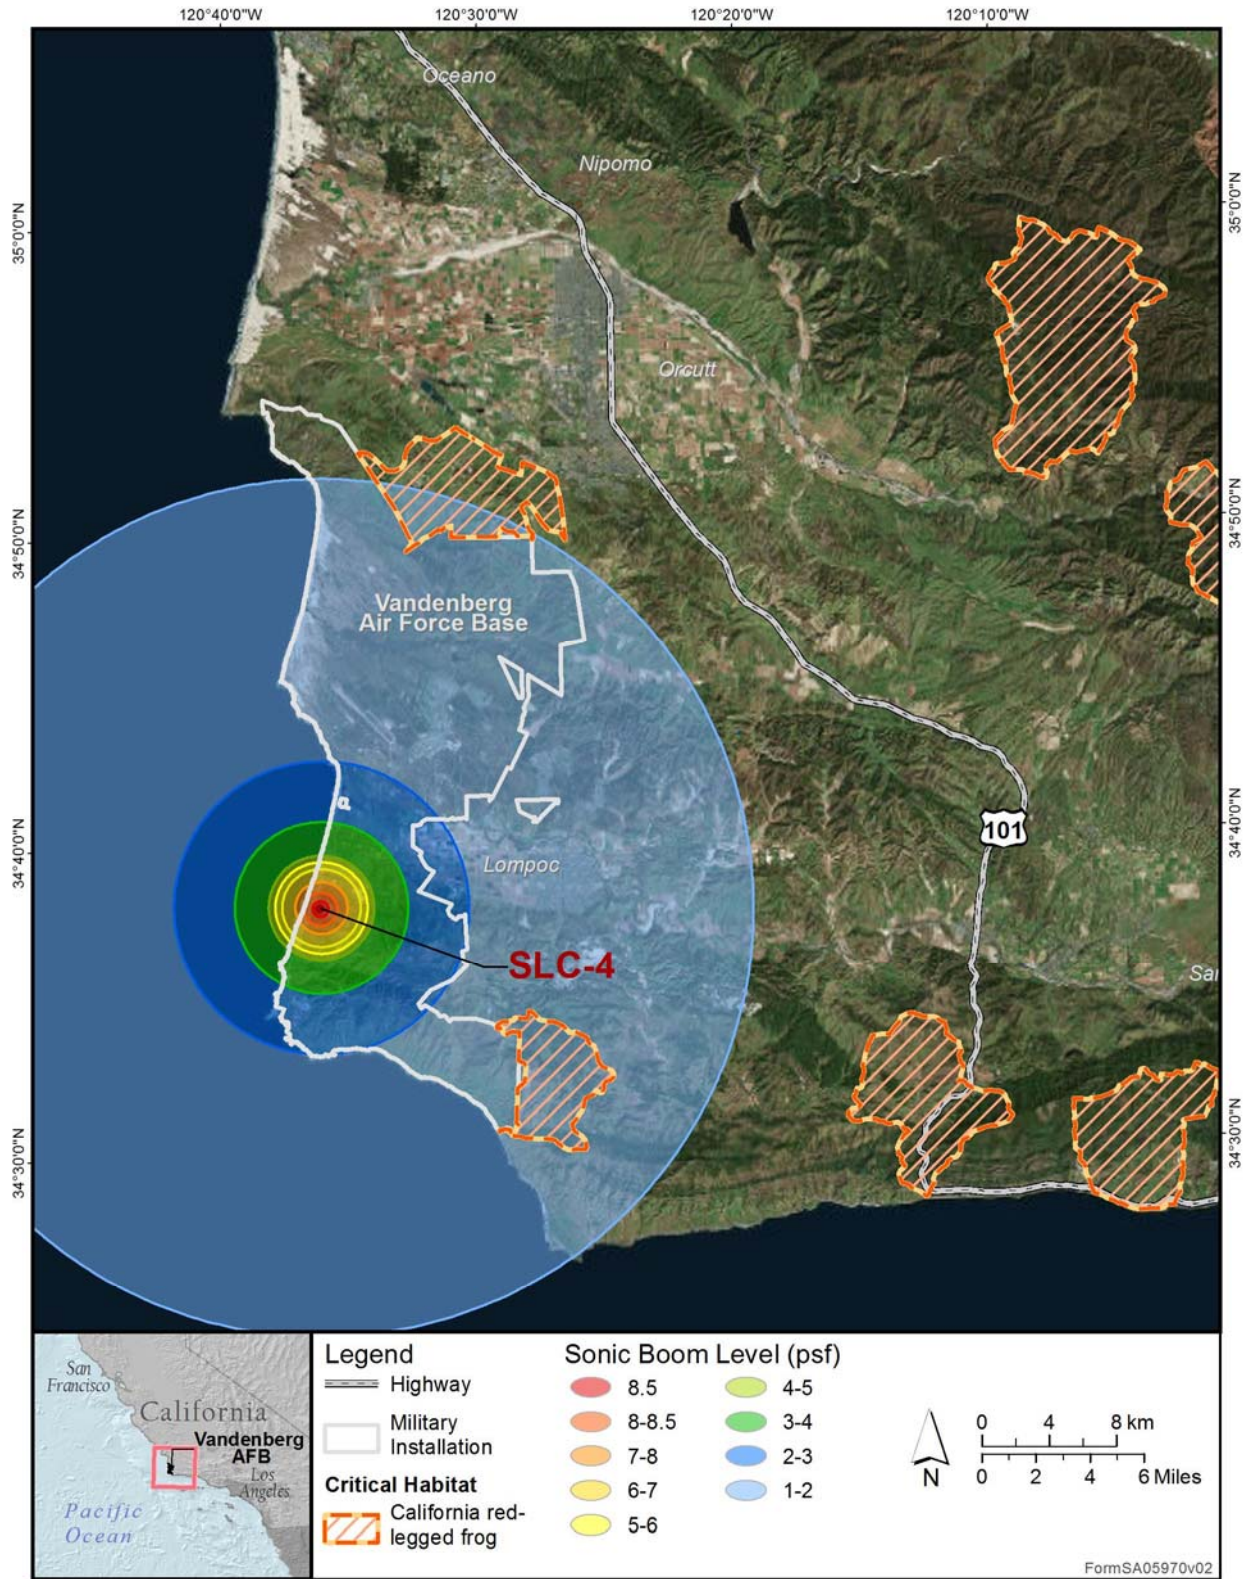 120°40'0"W 120°30'0"W 120°20'0"W 120°10'0"W
Oceano
Nipomo
35°0'0"N
35°0'0"N
Orcutt
34°50'0"N
34°50'0"N
Vandenberg
Air Force Base
34°40'0"N
34°40'0"N
101
Lompoc
SLC-4
San
34°30'0"N
34°30'0"N
San
Francisco
California
Vandenberg
AFB
Los
Angeles
Pacific
Ocean
Legend
Highway
Military
Installation
Critical Habitat
California red-
legged frog
Sonic Boom Level (psf)
8.5
8-8.5
7-8
6-7
5-6
4-5
3-4
2-3
1-2
N
0 4 8 km
0 2 4 6 Miles
FormSA05970v02